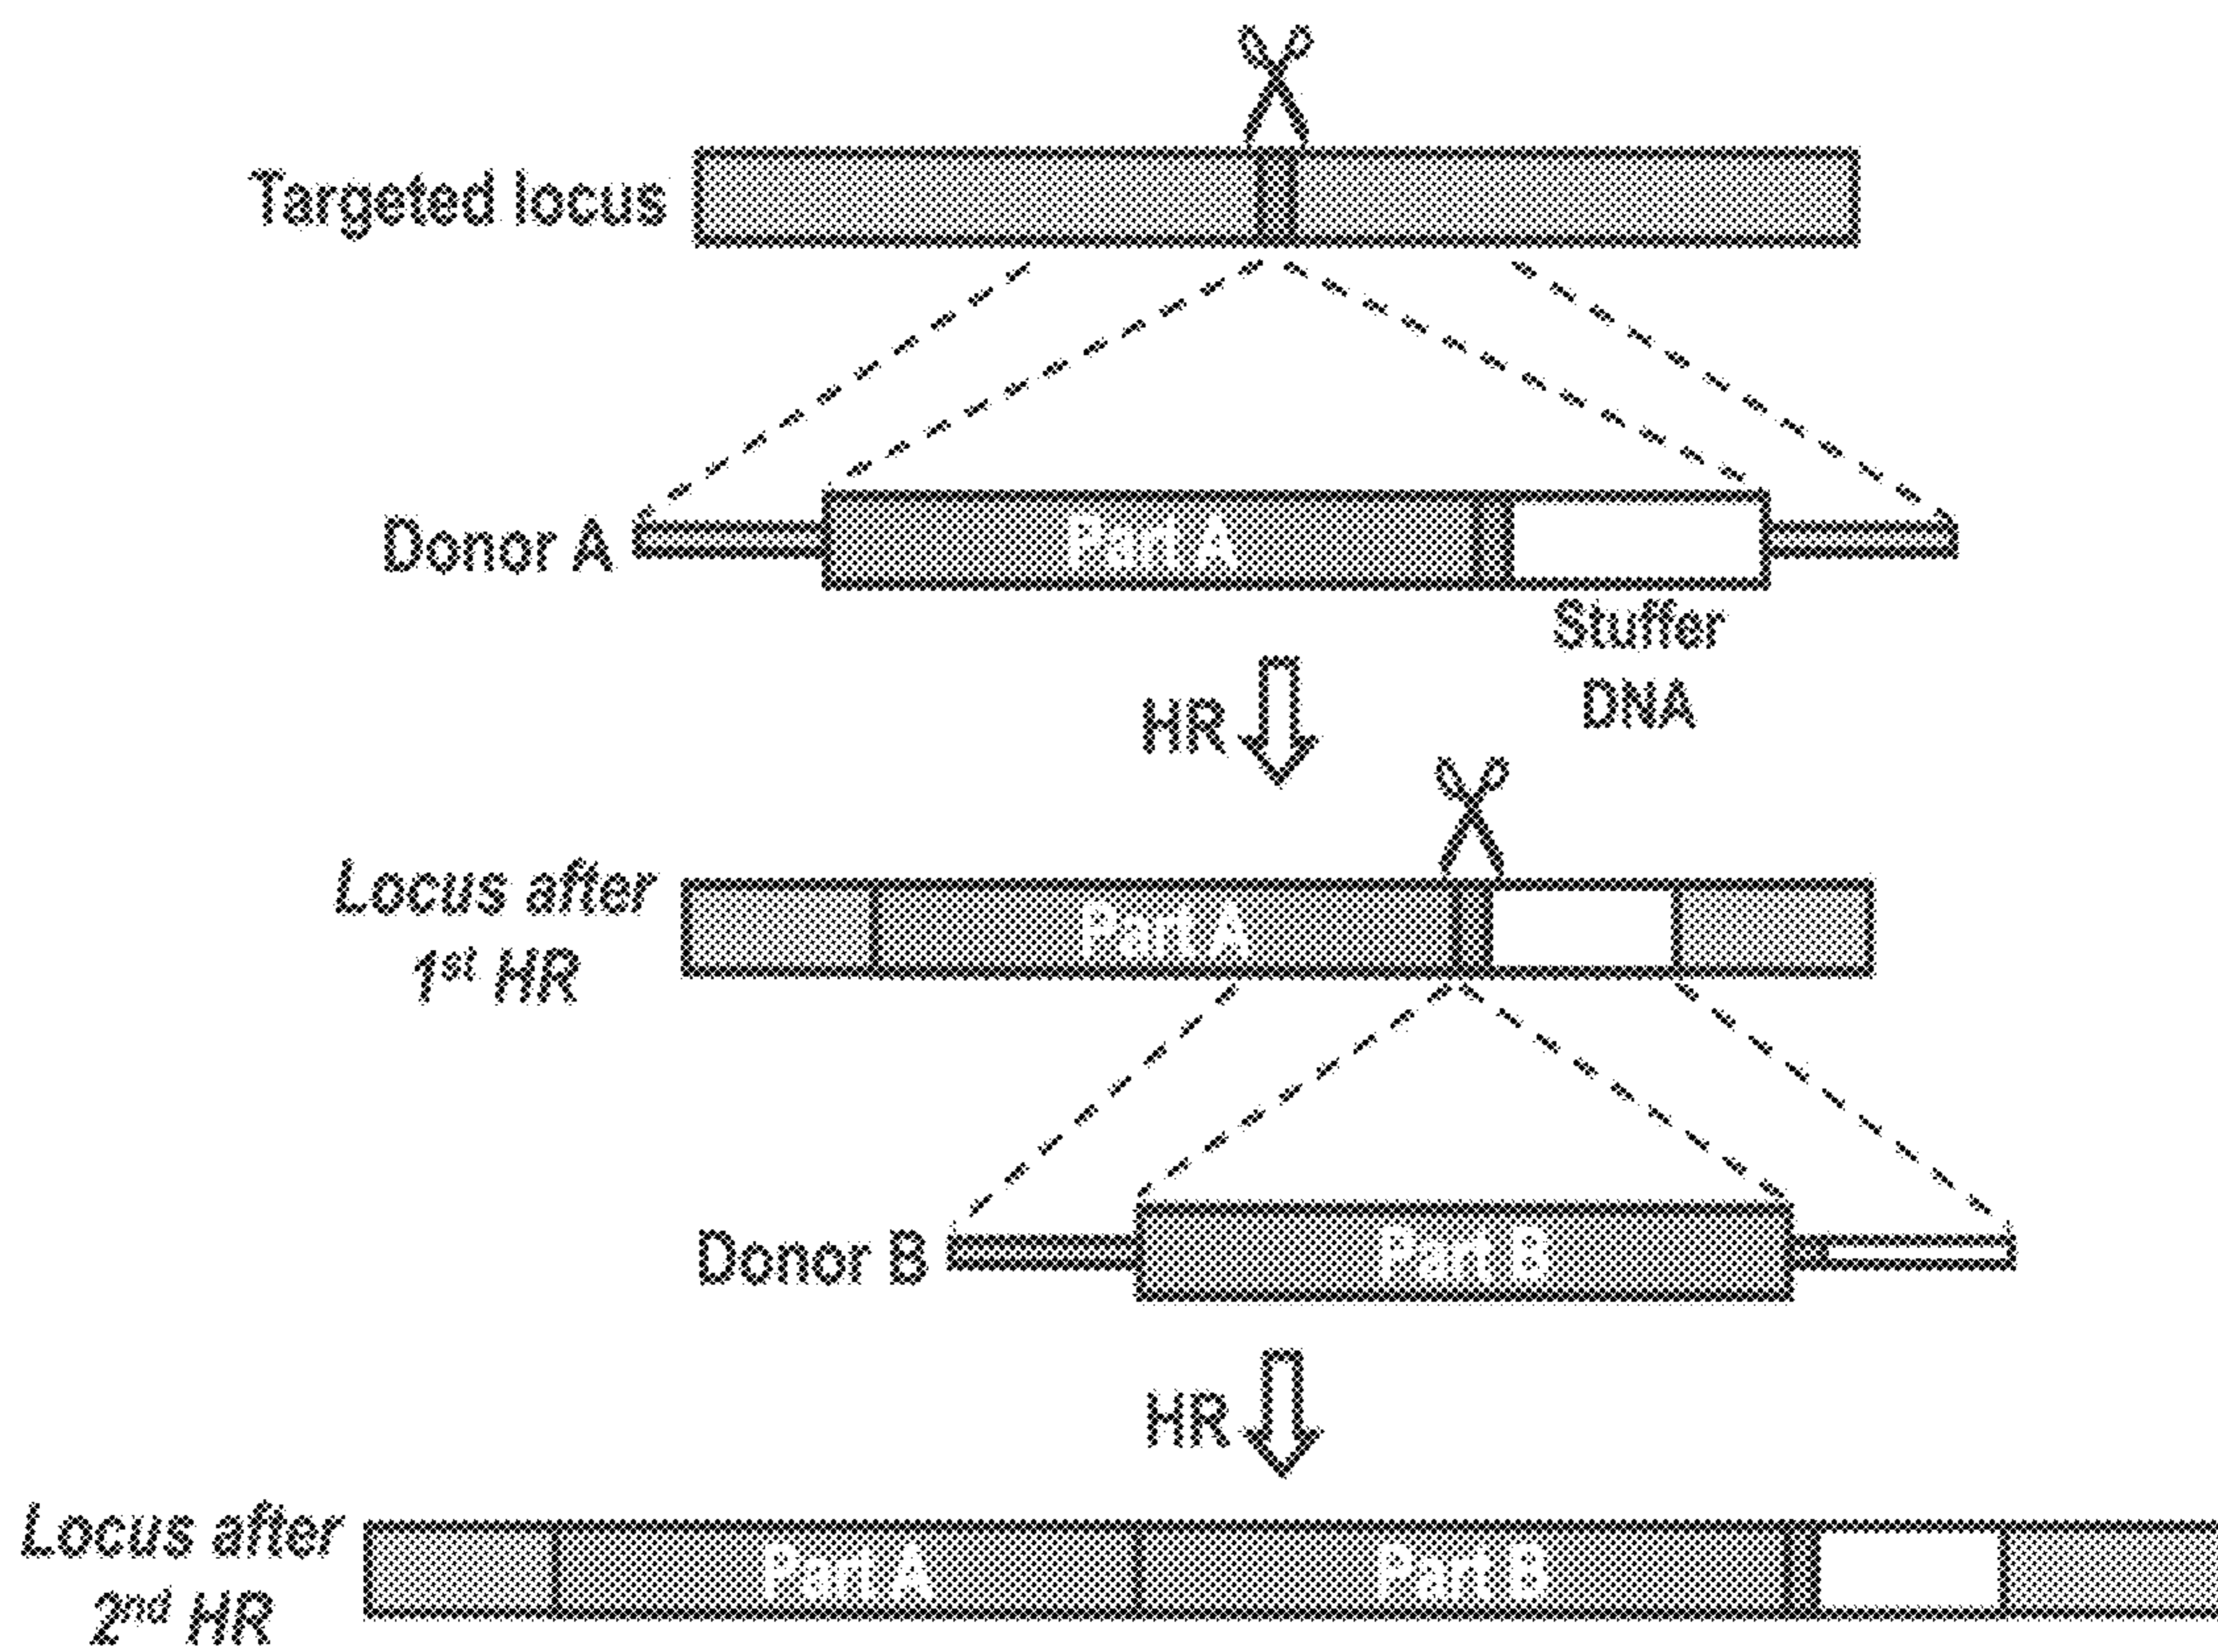 Targeted locus
Donor A
Part A
Stuffer
DNA
HR
Locus after
1st HR
Part A
Donor B
Part B
HR
Locus after
2nd HR
Part A
Part B